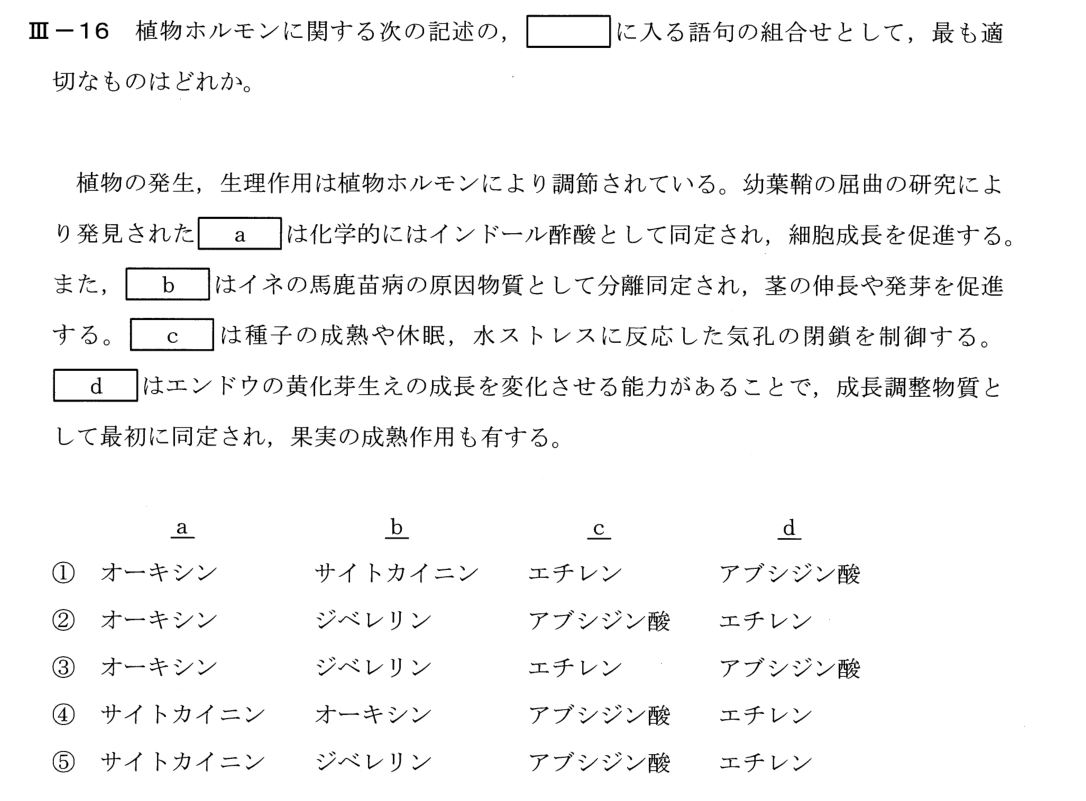 Ⅲ－16　植物ホルモンに関する次の記述の，　　　に入る語句の組合せとして，最も適
切なものはどれか。
植物の発生，生理作用は植物ホルモンにより調節されている。幼葉鞘の屈曲の研究によ
り発見された a は化学的にはインドール酢酸として同定され，細胞成長を促進する。
また， b はイネの馬鹿苗病の原因物質として分離同定され，茎の伸長や発芽を促進
する。 c は種子の成熟や休眠，水ストレスに反応した気孔の閉鎖を制御する。
d はエンドウの黄化芽生えの成長を変化させる能力があることで，成長調整物質と
して最初に同定され，果実の成熟作用も有する。
a　b　c　d
①　オーキシン　サイトカイニン　エチレン　アブシジン酸
②　オーキシン　ジベレリン　アブシジン酸　エチレン
③　オーキシン　ジベレリン　エチレン　アブシジン酸
④　サイトカイニン　オーキシン　アブシジン酸　エチレン
⑤　サイトカイニン　ジベレリン　アブシジン酸　エチレン